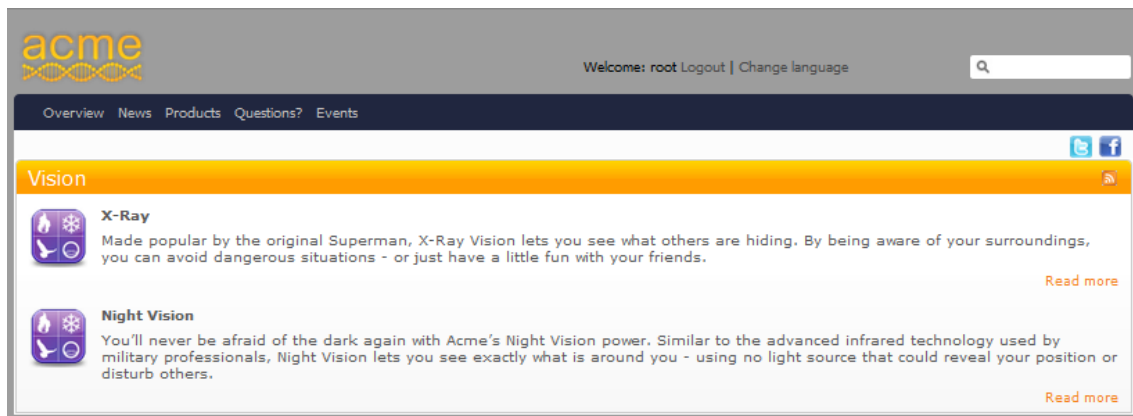 acme
Welcome: root Logout | Change language
Overview News Products Questions? Events
Vision
X-Ray
Made popular by the original Superman, X-Ray Vision lets you see what others are hiding. By being aware of your surroundings,
you can avoid dangerous situations - or just have a little fun with your friends.
Read more
Night Vision
You'll never be afraid of the dark again with Acme's Night Vision power. Similar to the advanced infrared technology used by
military professionals, Night Vision lets you see exactly what is around you - using no light source that could reveal your position or
disturb others.
Read more